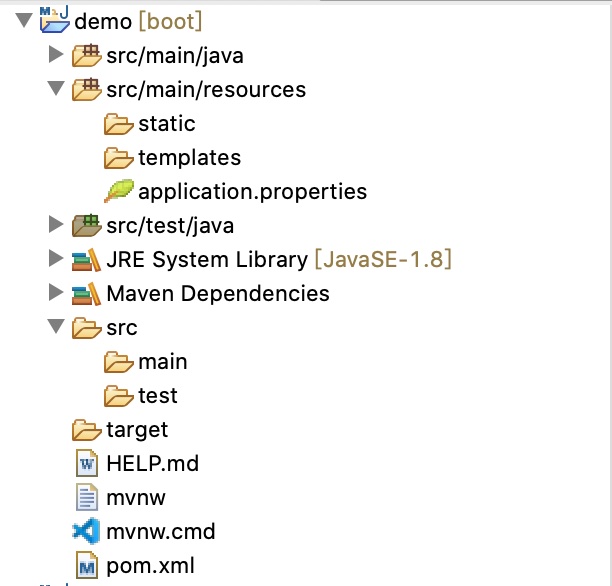 demo [boot]
src/main/java
src/main/resources
static
templates
application.properties
src/test/java
JRE System Library [JavaSE-1.8]
Maven Dependencies
src
main
test
target
HELP.md
mvnw
mvnw.cmd
pom.xml